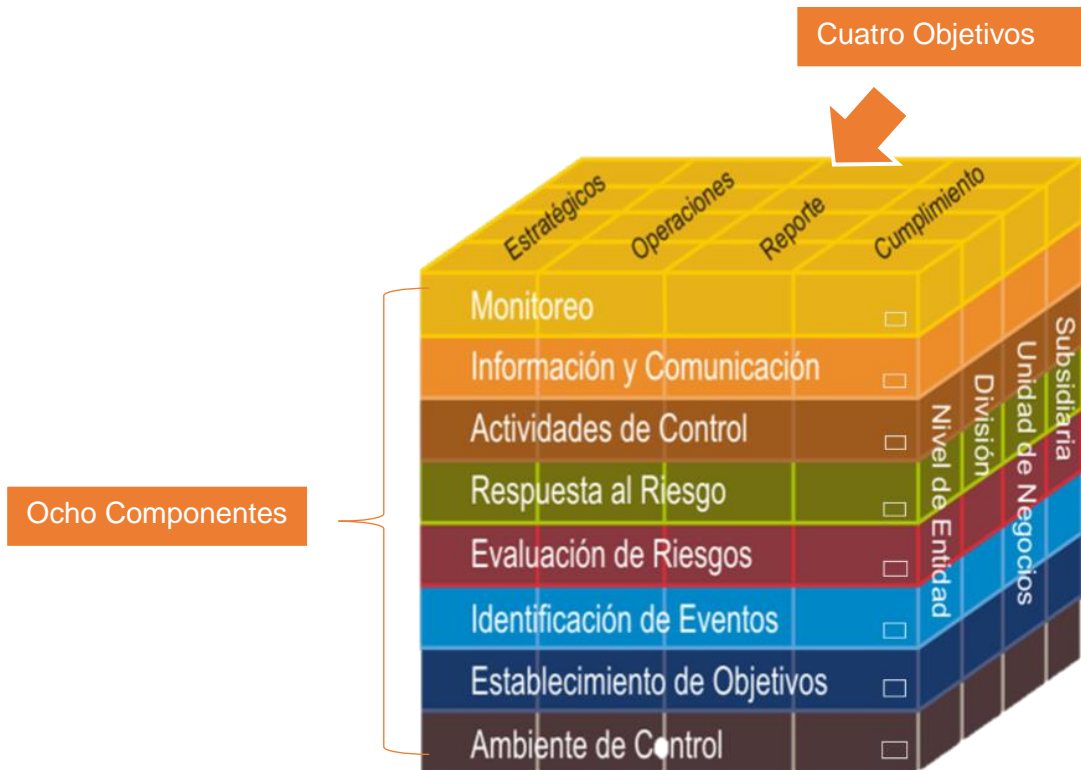 Cuatro Objetivos
Estratégicos
Operaciones
Reporte
Cumplimiento
Monitoreo
Información y Comunicación
Actividades de Control
Respuesta al Riesgo
Evaluación de Riesgos
Identificación de Eventos
Establecimiento de Objetivos
Ambiente de Control
Nivel de Entidad
División
Unidad de Negocios
Subsidiaria
Ocho Componentes